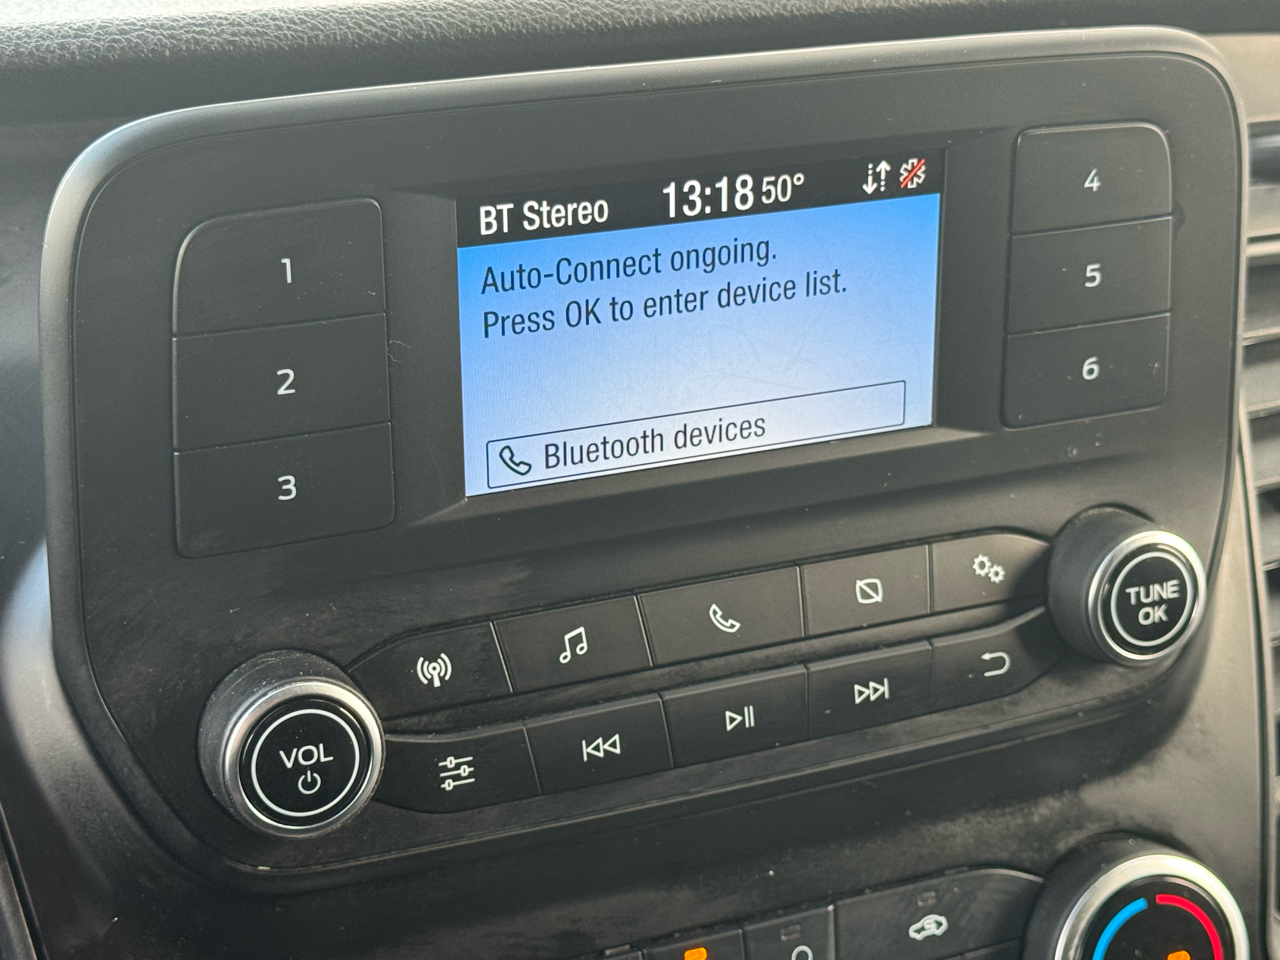 BT Stereo 13:18 50°
Auto-Connect ongoing.
Press OK to enter device list.
Bluetooth devices
1
2
3
4
5
6
VOL
TUNE
OK